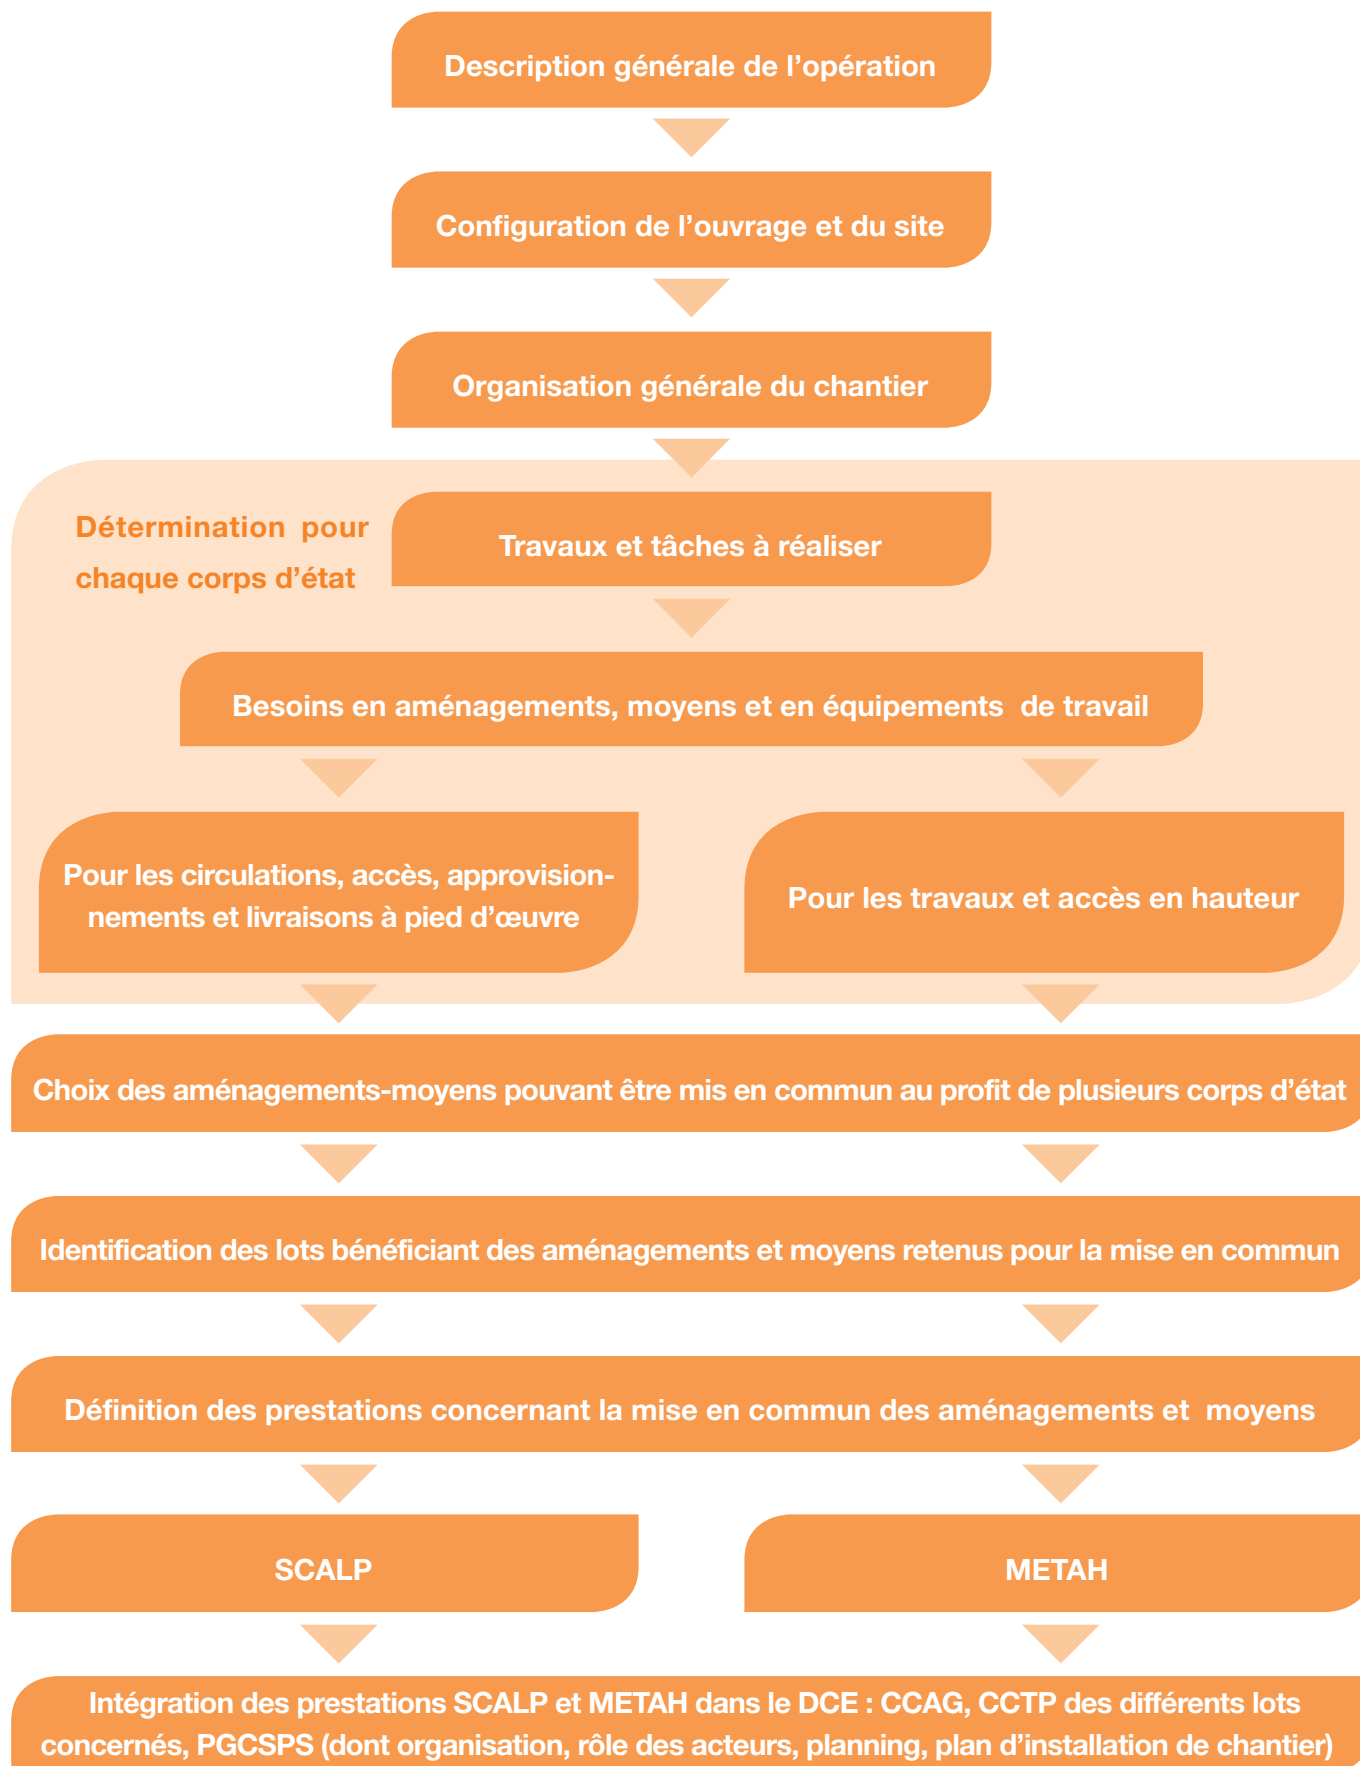 Description générale de l’opération
Configuration de l’ouvrage et du site
Organisation générale du chantier
Détermination pour
chaque corps d’état
Travaux et tâches à réaliser
Besoins en aménagements, moyens et en équipements de travail
Pour les circulations, accès, approvision-
nements et livraisons à pied d’œuvre
Pour les travaux et accès en hauteur
Choix des aménagements-moyens pouvant être mis en commun au profit de plusieurs corps d’état
Identification des lots bénéficiant des aménagements et moyens retenus pour la mise en commun
Définition des prestations concernant la mise en commun des aménagements et moyens
SCALP
METAH
Intégration des prestations SCALP et METAH dans le DCE : CCAG, CCTP des différents lots
concernés, PGCSPS (dont organisation, rôle des acteurs, planning, plan d’installation de chantier)